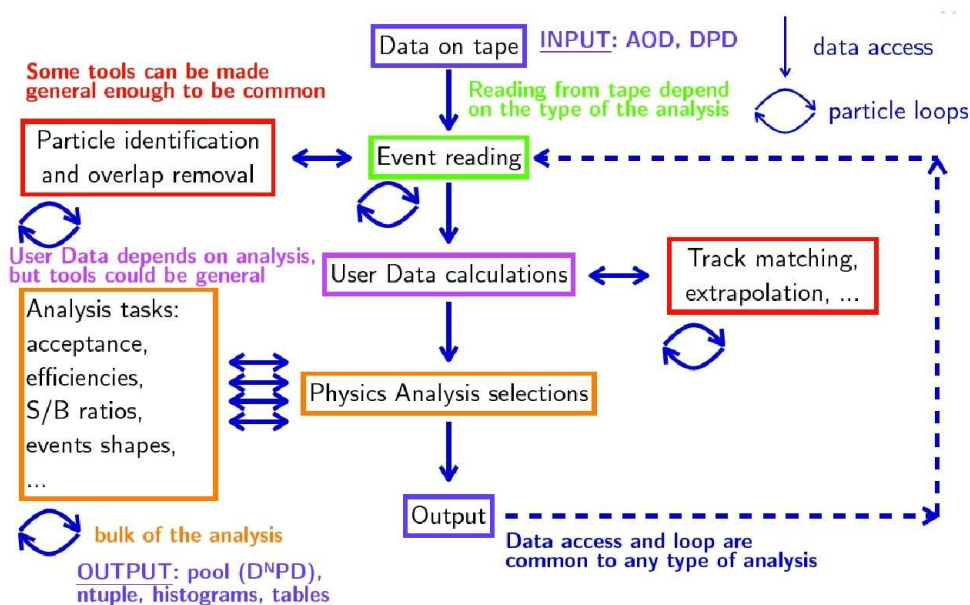 Data on tape
INPUT: AOD, DPD
data access
Some tools can be made
general enough to be common
Reading from tape depend
on the type of the analysis
particle loops
Particle identification
and overlap removal
Event reading
User Data depends on analysis,
but tools could be general
User Data calculations
Track matching,
extrapolation, ...
Analysis tasks:
acceptance,
efficiencies,
S/B ratios,
events shapes,
...
Physics Analysis selections
Output
bulk of the analysis
Data access and loop are
common to any type of analysis
OUTPUT: pool (DᴺPD),
ntuple, histograms, tables